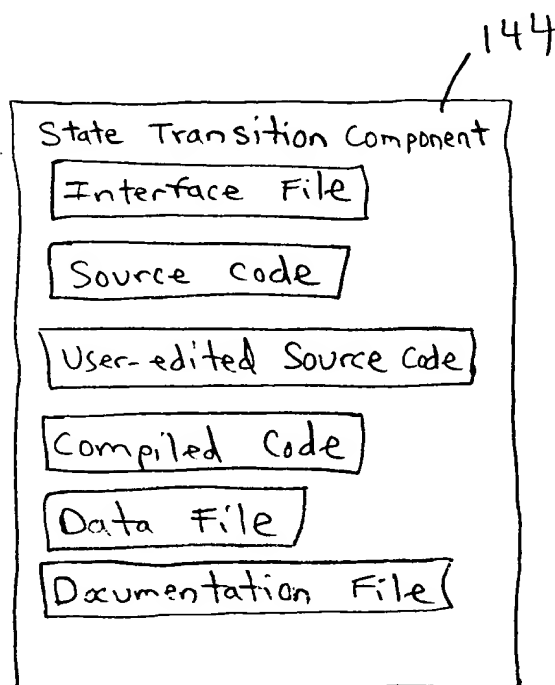 144
State Transition Component
Interface File
Source Code
User-edited Source Code
Compiled Code
Data File
Documentation File